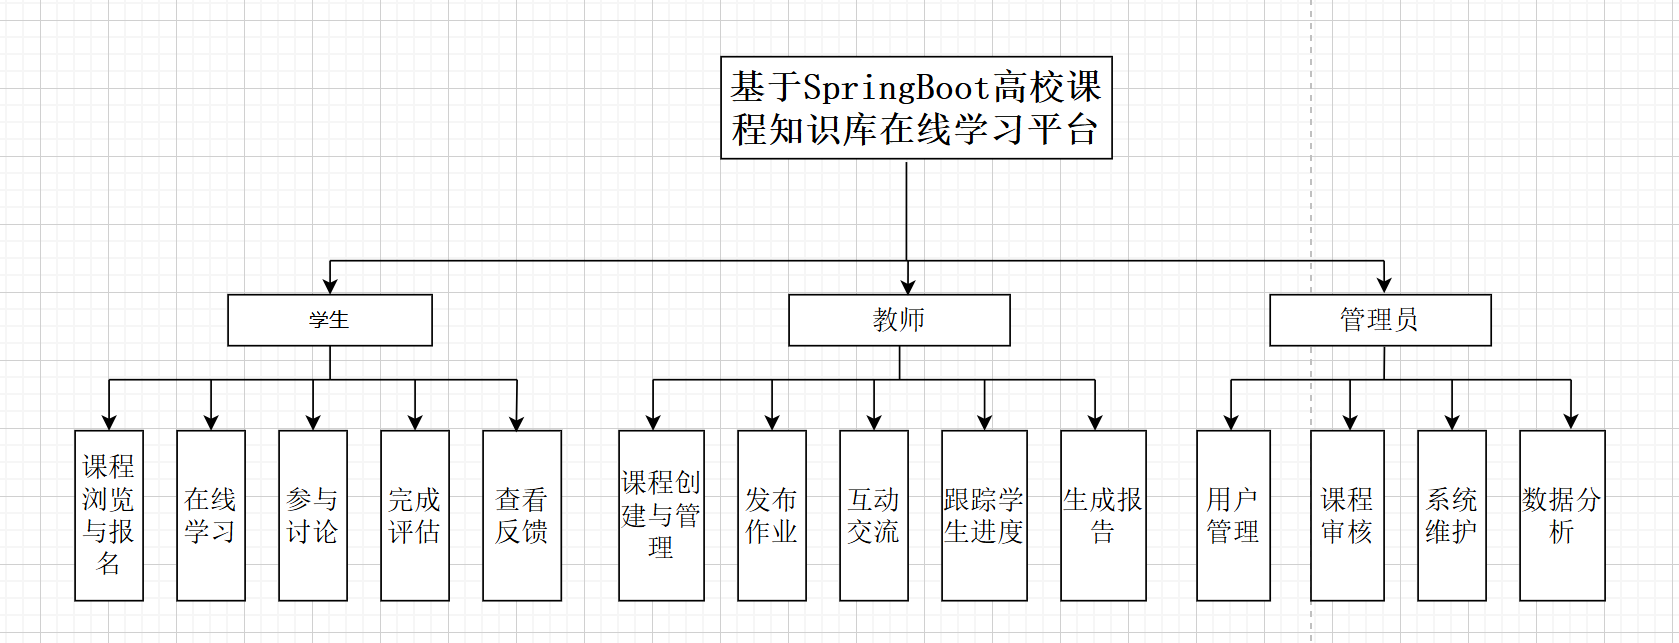 基于SpringBoot高校课
程知识库在线学习平台
学生
教师
管理员
课程
浏览
与报
名
在线
学习
参与
讨论
完成
评估
查看
反馈
课程创
建与管
理
发布
作业
互动
交流
跟踪学
生进度
生成报
告
用户
管理
课程
审核
系统
维护
数据分
析